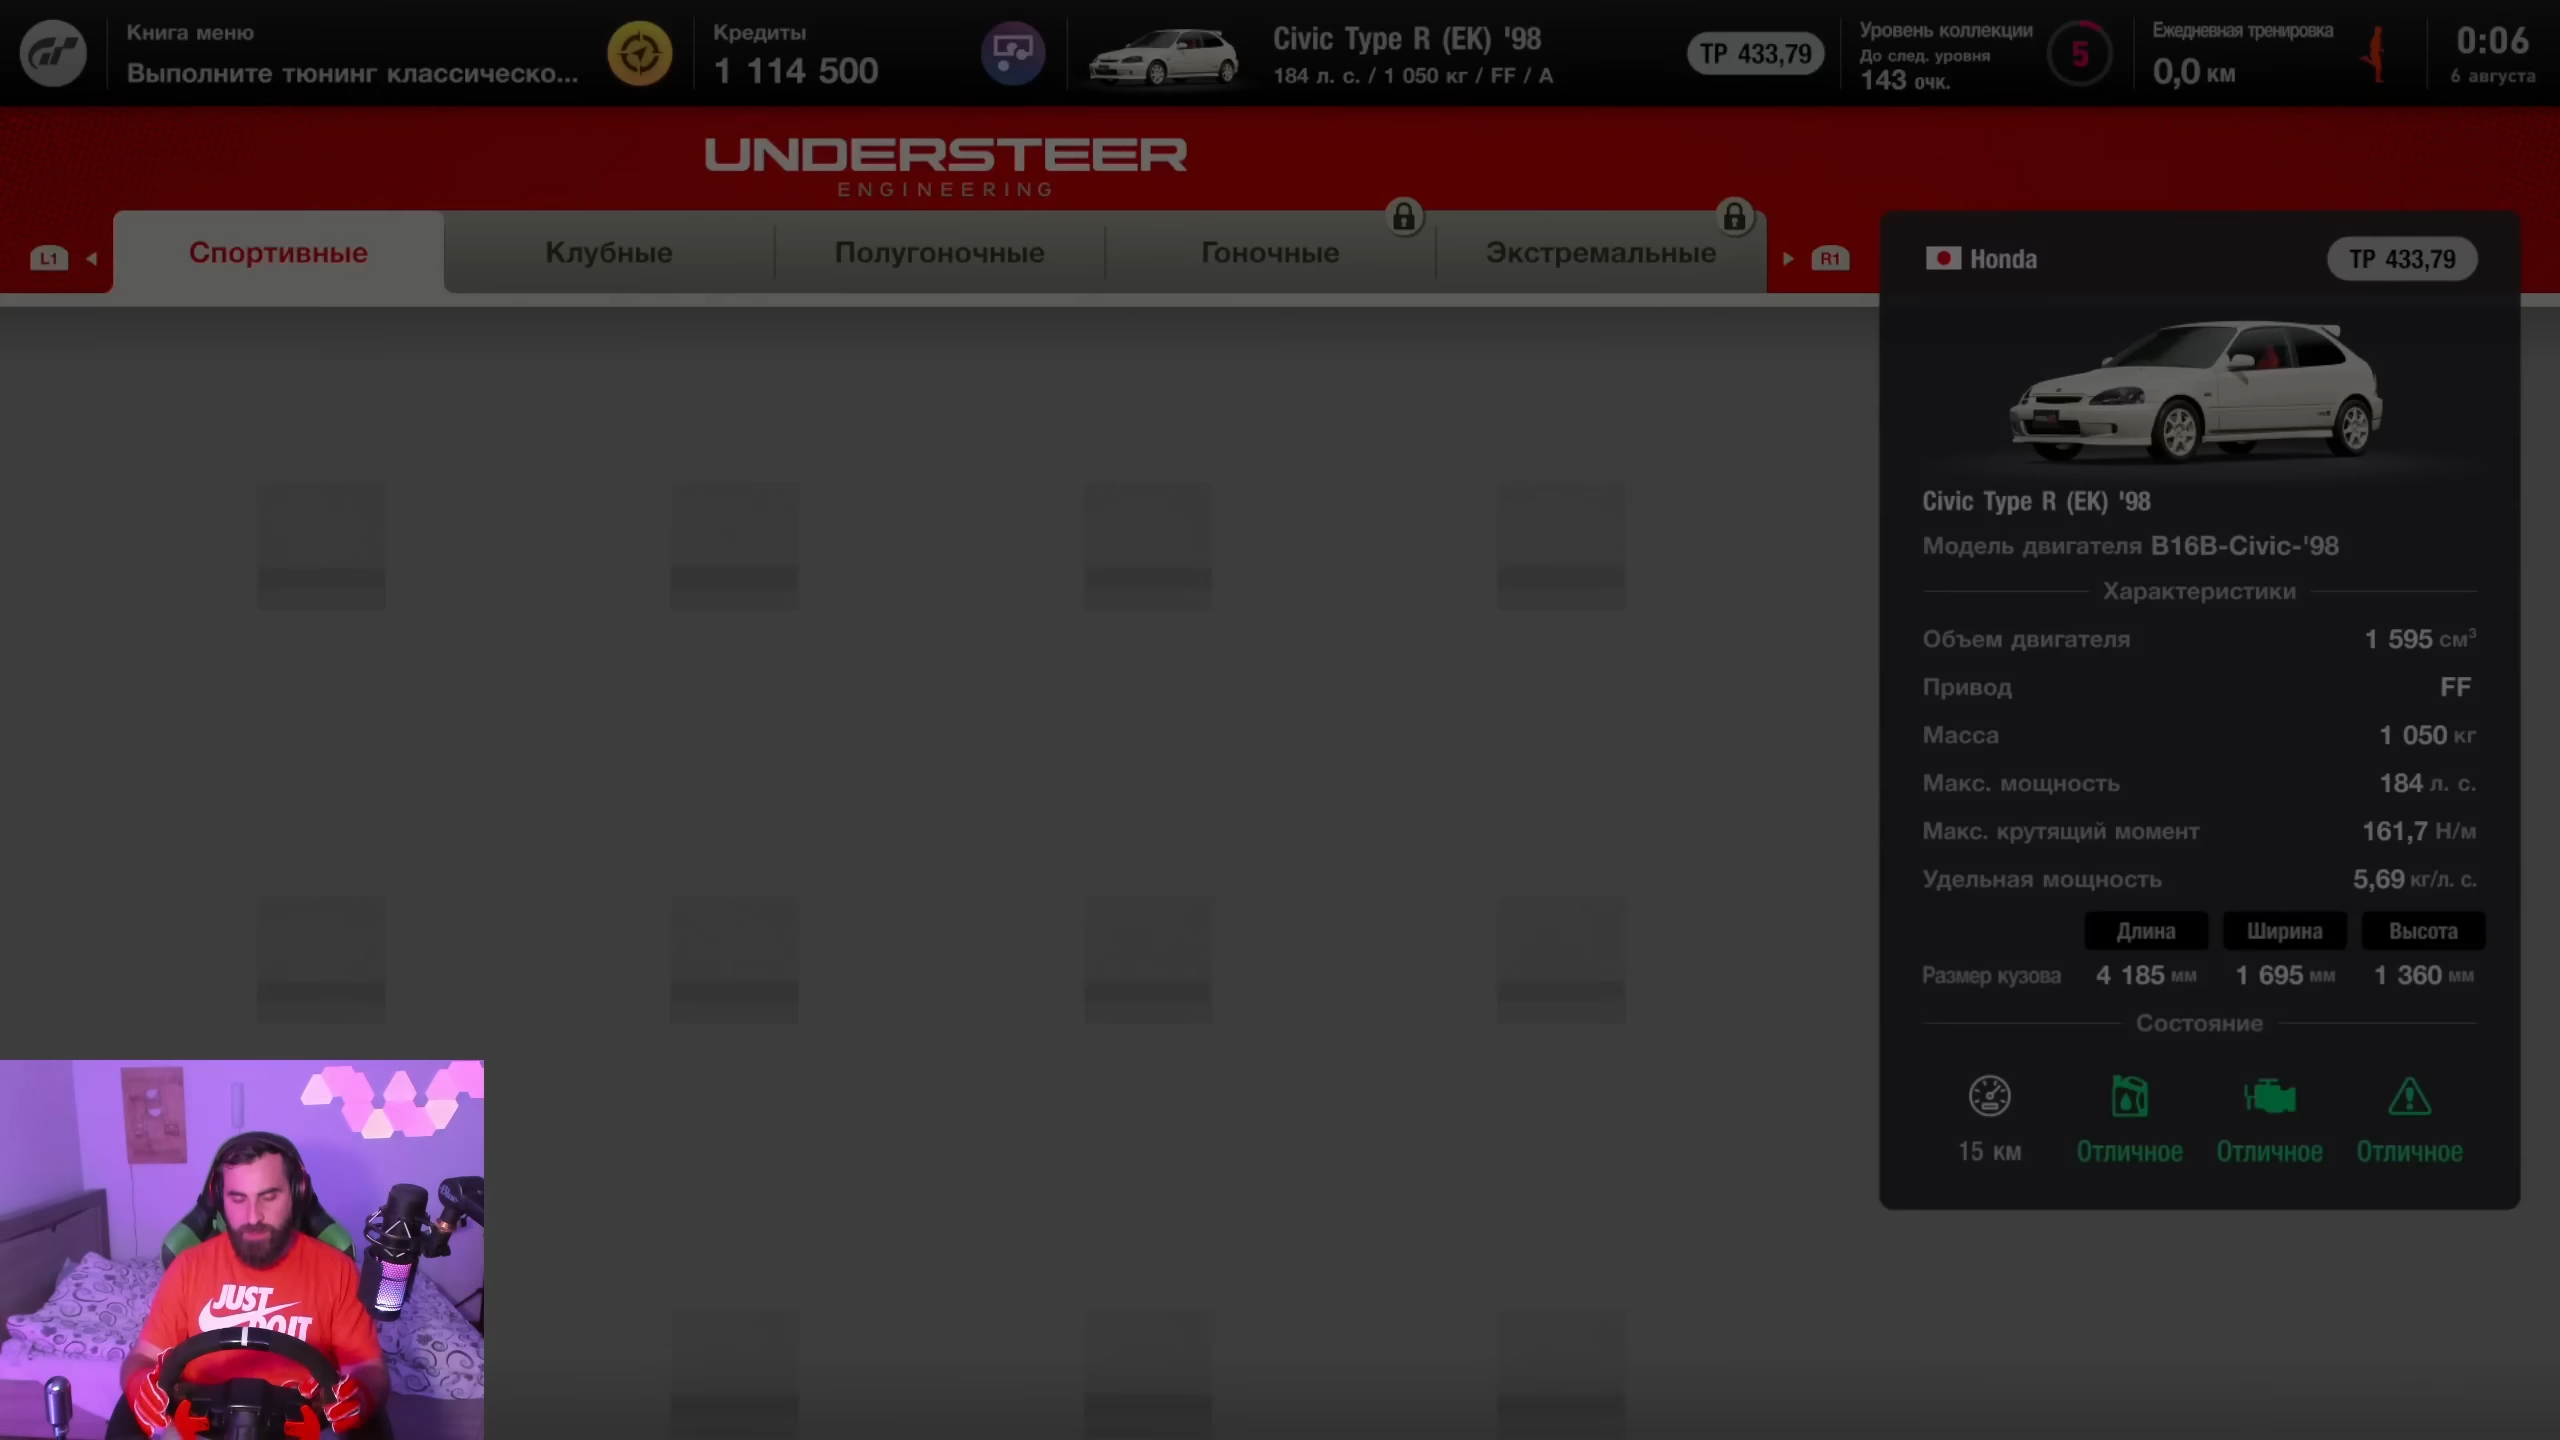 Книга меню
Выполните тюнинг классическо...
Кредиты
1 114 500
Civic Type R (EK) '98
184 л. с. / 1 050 кг / FF / A
TP 433,79
Уровень коллекции
До след. уровня
143 очк.
5
Ежедневная тренировка
0,0 км
0:06
6 августа
UNDERSTEER
ENGINEERING
L1
Спортивные
Клубные
Полугоночные
Гоночные
Экстремальные
R1
Honda
TP 433,79
Civic Type R (EK) '98
Модель двигателя B16B-Civic-'98
Характеристики
Объем двигателя 1 595 см³
Привод FF
Масса 1 050 кг
Макс. мощность 184 л. с.
Макс. крутящий момент 161,7 Н/м
Удельная мощность 5,69 кг/л. с.
Длина Ширина Высота
Размер кузова 4 185 мм 1 695 мм 1 360 мм
Состояние
15 км
Отличное
Отличное
Отличное
JUST
DO IT